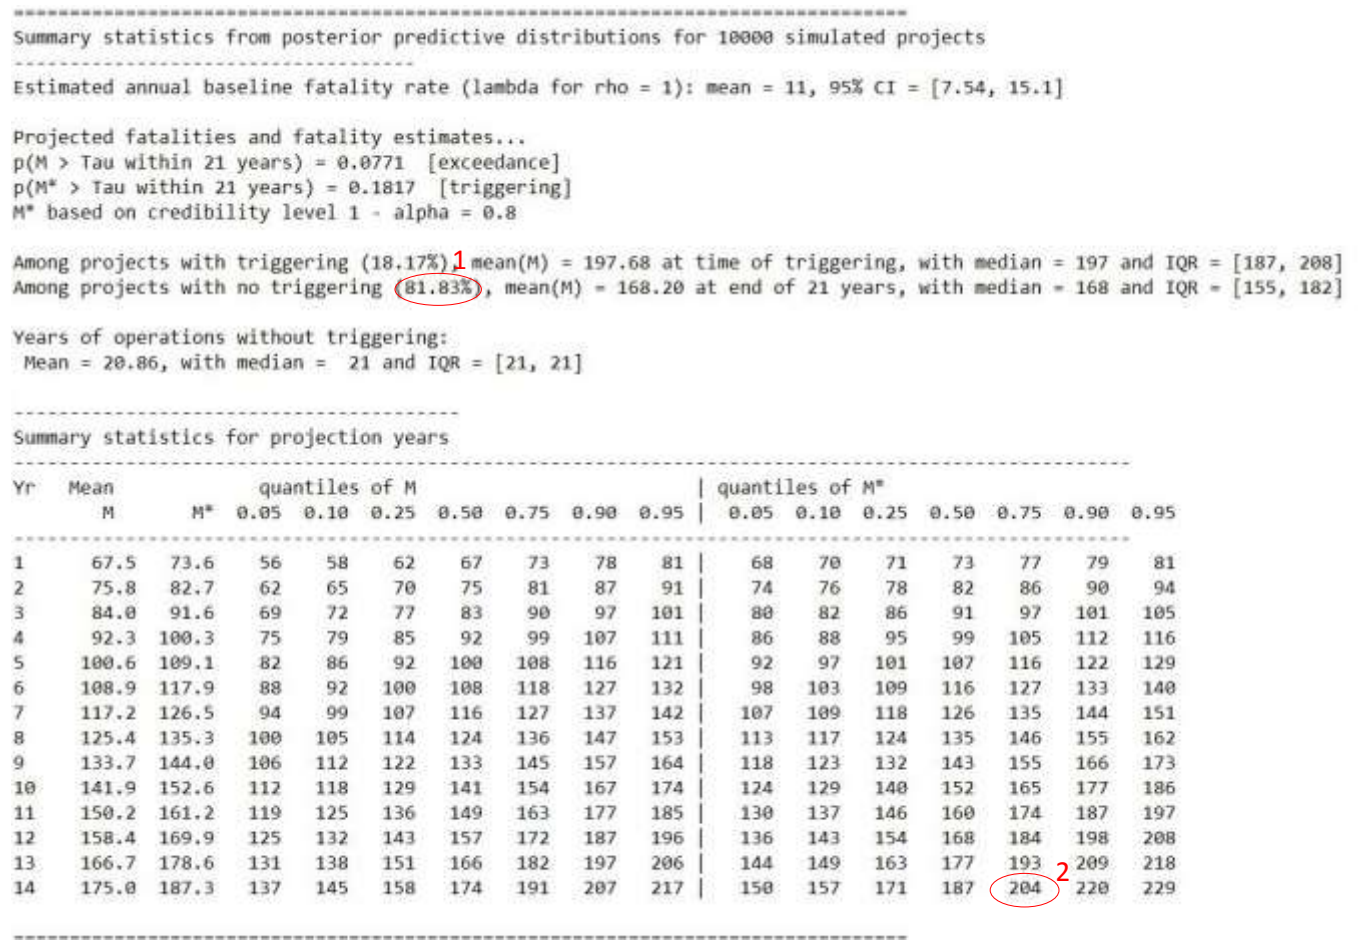 Summary statistics from posterior predictive distributions for 10000 simulated projects
Estimated annual baseline fatality rate (lambda for rho = 1): mean = 11, 95% CI = [7.54, 15.1]
Projected fatalities and fatality estimates...
p(M > Tau within 21 years) = 0.0771 [exceedance]
p(M* > Tau within 21 years) = 0.1817 [triggering]
M* based on credibility level 1 - alpha = 0.8
Among projects with triggering (18.17%), mean(M) = 197.68 at time of triggering, with median = 197 and IQR = [187, 208]
1
Among projects with no triggering (81.83%), mean(M) = 168.20 at end of 21 years, with median = 168 and IQR = [155, 182]
Years of operations without triggering:
Mean = 20.86, with median = 21 and IQR = [21, 21]
Summary statistics for projection years
Yr Mean quantiles of M | quantiles of M*
M M* 0.05 0.10 0.25 0.50 0.75 0.90 0.95 | 0.05 0.10 0.25 0.50 0.75 0.90 0.95
1 67.5 73.6 56 58 62 67 73 78 81 | 68 70 71 73 77 79 81
2 75.8 82.7 62 65 70 75 81 87 91 | 74 76 78 82 86 90 94
3 84.0 91.6 69 72 77 83 90 97 101 | 80 82 86 91 97 101 105
4 92.3 100.3 75 79 85 92 99 107 111 | 86 88 95 99 105 112 116
5 100.6 109.1 82 86 92 100 108 116 121 | 92 97 101 107 116 122 129
6 108.9 117.9 88 92 100 108 118 127 132 | 98 103 109 116 127 133 140
7 117.2 126.5 94 99 107 116 127 137 142 | 107 109 118 126 135 144 151
8 125.4 135.3 100 105 114 124 136 147 153 | 113 117 124 135 146 155 162
9 133.7 144.0 106 112 122 133 145 157 164 | 118 123 132 143 155 166 173
10 141.9 152.6 112 118 129 141 154 167 174 | 124 129 140 152 165 177 186
11 150.2 161.2 119 125 136 149 163 177 185 | 130 137 146 160 174 187 197
12 158.4 169.9 125 132 143 157 172 187 196 | 136 143 154 168 184 198 208
13 166.7 178.6 131 138 151 166 182 197 206 | 144 149 163 177 193 209 218
2
14 175.0 187.3 137 145 158 174 191 207 217 | 150 157 171 187 204 220 229